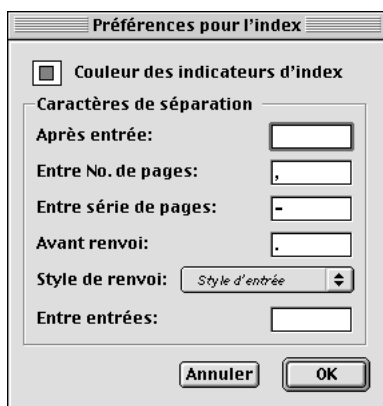 Préférences pour l'index
Couleur des indicateurs d'index
Caractères de séparation
Après entrée:
Entre No. de pages: ,
Entre série de pages: -
Avant renvoi: .
Style de renvoi: Style d'entrée
Entre entrées:
Annuler OK